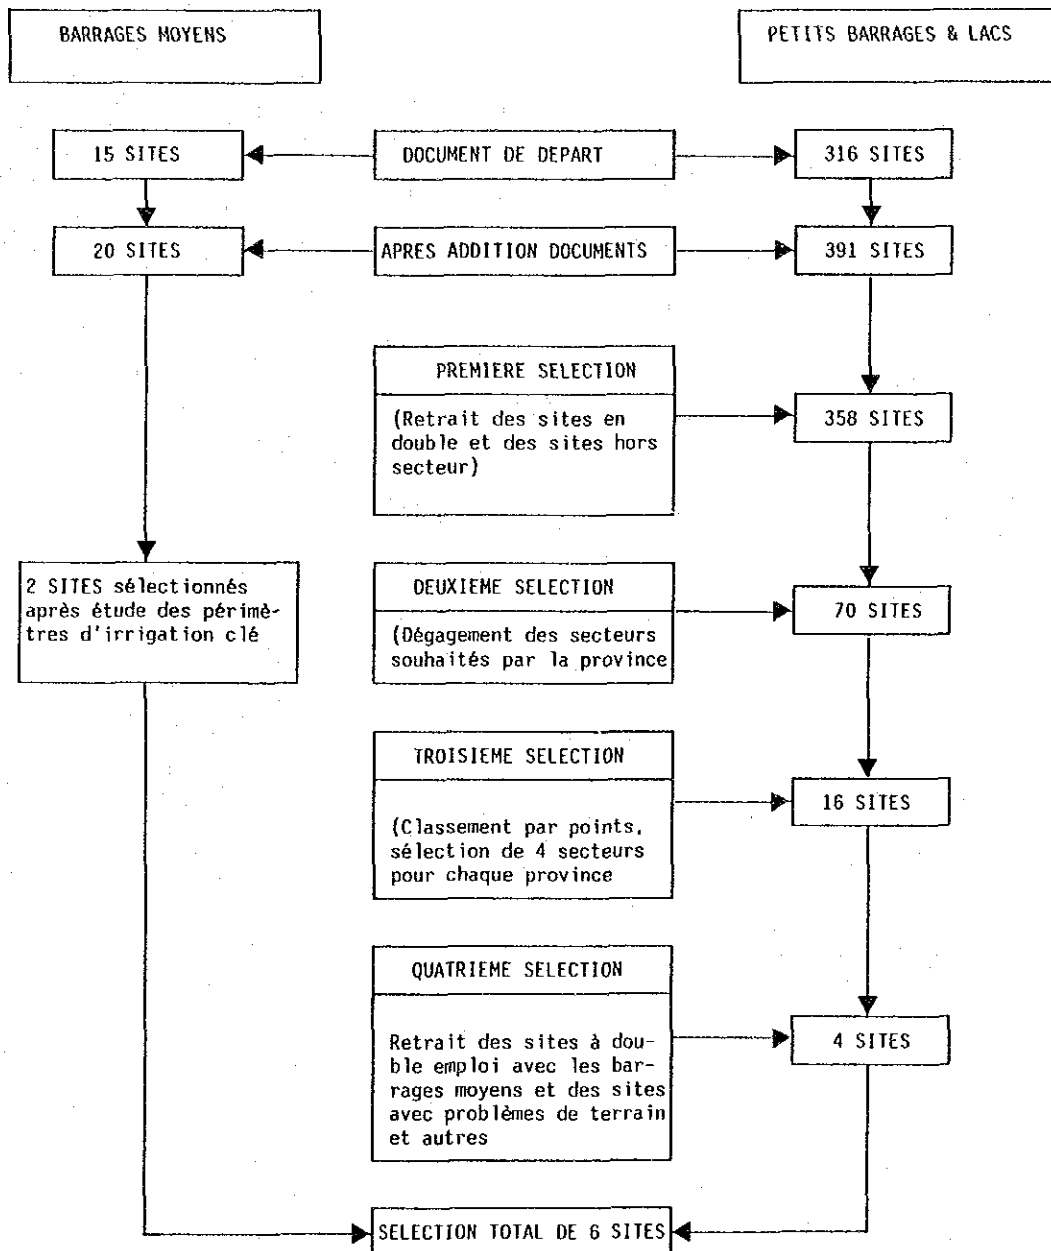 BARRAGES MOYENS
PETITS BARRAGES & LACS
15 SITES
DOCUMENT DE DEPART
316 SITES
20 SITES
APRES ADDITION DOCUMENTS
391 SITES
PREMIERE SELECTION
(Retrait des sites en
double et des sites hors
secteur)
358 SITES
2 SITES sélectionnés
après étude des périmè-
tres d'irrigation clé
DEUXIEME SELECTION
(Dégagement des secteurs
souhaités par la province
70 SITES
TROISIEME SELECTION
(Classement par points,
sélection de 4 secteurs
pour chaque province
16 SITES
QUATRIEME SELECTION
Retrait des sites à dou-
ble emploi avec les bar-
rages moyens et des sites
avec problèmes de terrain
et autres
4 SITES
SELECTION TOTAL DE 6 SITES